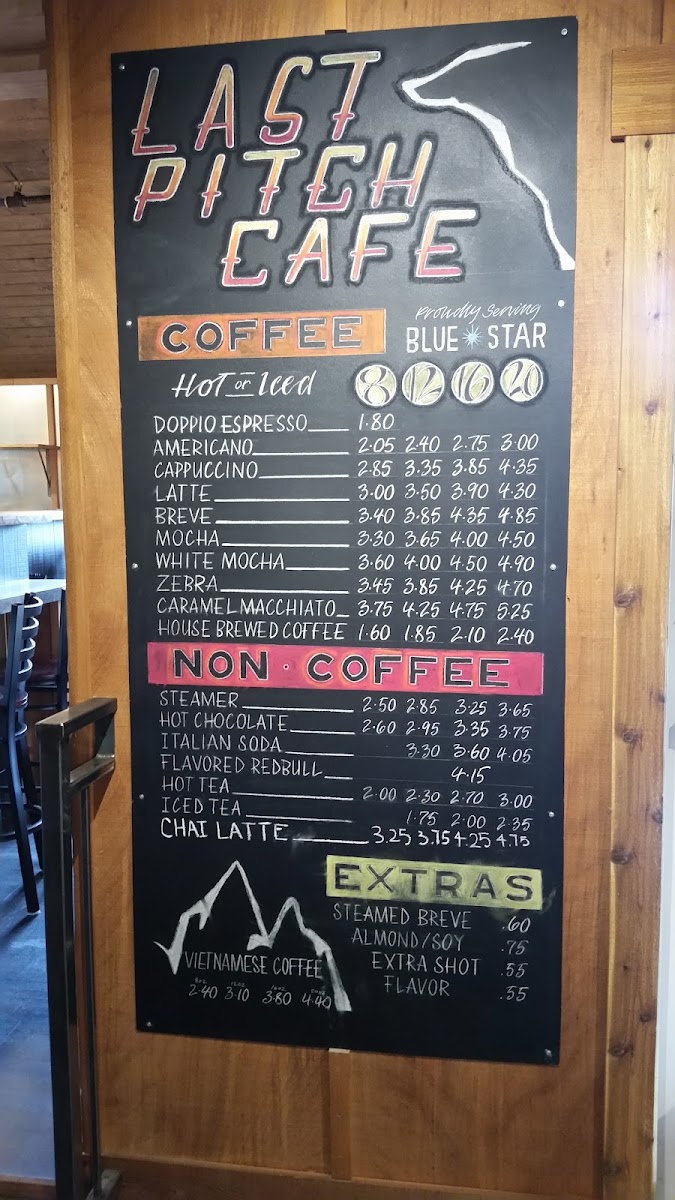 LAST
PITCH
CAFE
COFFEE
Proudly Serving
BLUE STAR
HOT or Iced 8 12 16 20
DOPPIO ESPRESSO 1.80
AMERICANO 2.05 2.40 2.75 3.00
CAPPUCCINO 2.85 3.35 3.85 4.35
LATTE 3.00 3.50 3.90 4.30
BREVE 3.40 3.85 4.35 4.85
MOCHA 3.30 3.65 4.00 4.50
WHITE MOCHA 3.60 4.00 4.50 4.90
ZEBRA 3.45 3.85 4.25 4.70
CARAMEL MACCHIATO 3.75 4.25 4.75 5.25
HOUSE BREWED COFFEE 1.60 1.85 2.10 2.40
NON · COFFEE
STEAMER 2.50 2.85 3.25 3.65
HOT CHOCOLATE 2.60 2.95 3.35 3.75
ITALIAN SODA 3.30 3.60 4.05
FLAVORED REDBULL 4.15
HOT TEA 2.00 2.30 2.70 3.00
ICED TEA 1.75 2.00 2.35
CHAI LATTE 3.25 3.75 4.25 4.75
EXTRAS
STEAMED BREVE .60
ALMOND/SOY .75
EXTRA SHOT .55
FLAVOR .55
VIETNAMESE COFFEE
8oz 12oz 16oz 20oz
2.40 3.10 3.80 4.40